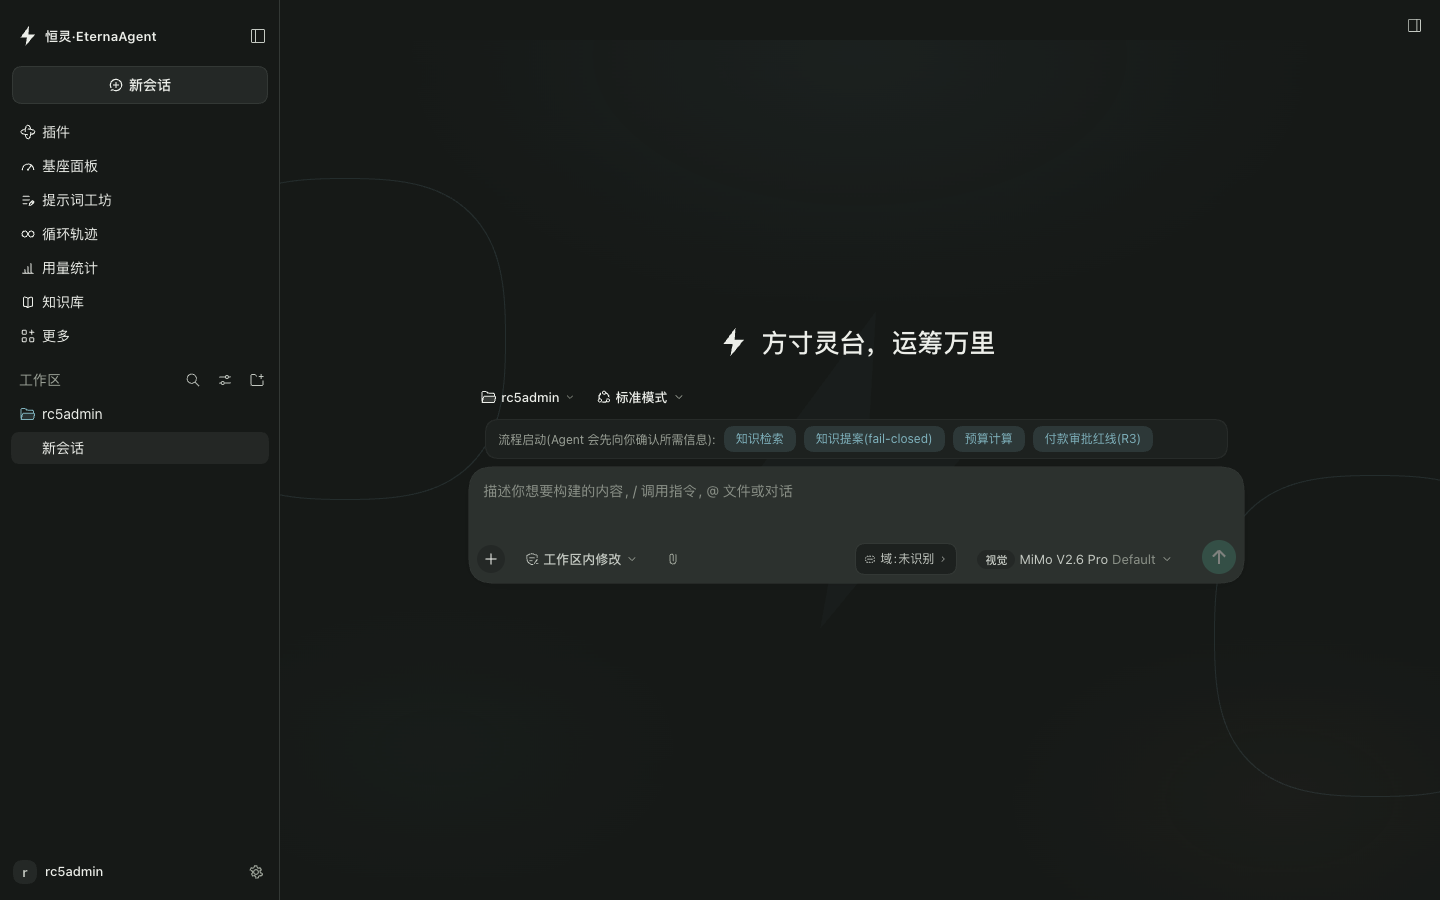 恒灵·EternaAgent
新会话
插件
基座面板
提示词工坊
循环轨迹
用量统计
知识库
更多
工作区
rc5admin
新会话
方寸灵台，运筹万里
rc5admin 标准模式
流程启动(Agent 会先向你确认所需信息): 知识检索 知识提案(fail-closed) 预算计算 付款审批红线(R3)
描述你想要构建的内容, / 调用指令, @ 文件或对话
工作区内修改 域:未识别 › 视觉 MiMo V2.6 Pro Default
r rc5admin